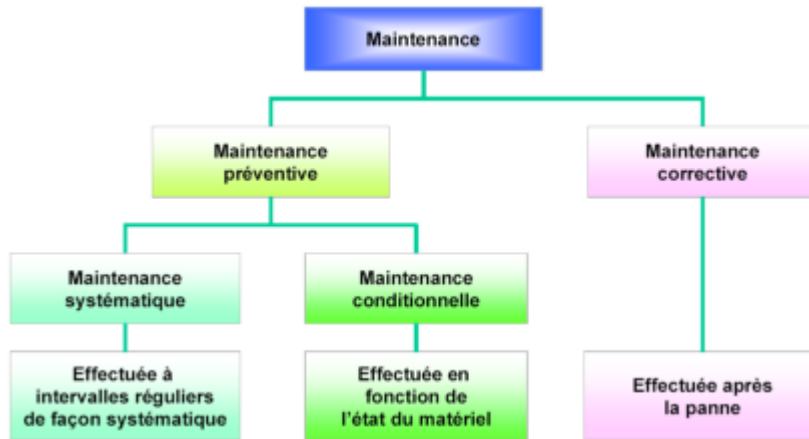 Maintenance
Maintenance
préventive
Maintenance
corrective
Maintenance
systématique
Maintenance
conditionnelle
Effectuée à
intervalles réguliers
de façon systématique
Effectuée en
fonction de
l'état du matériel
Effectuée après
la panne